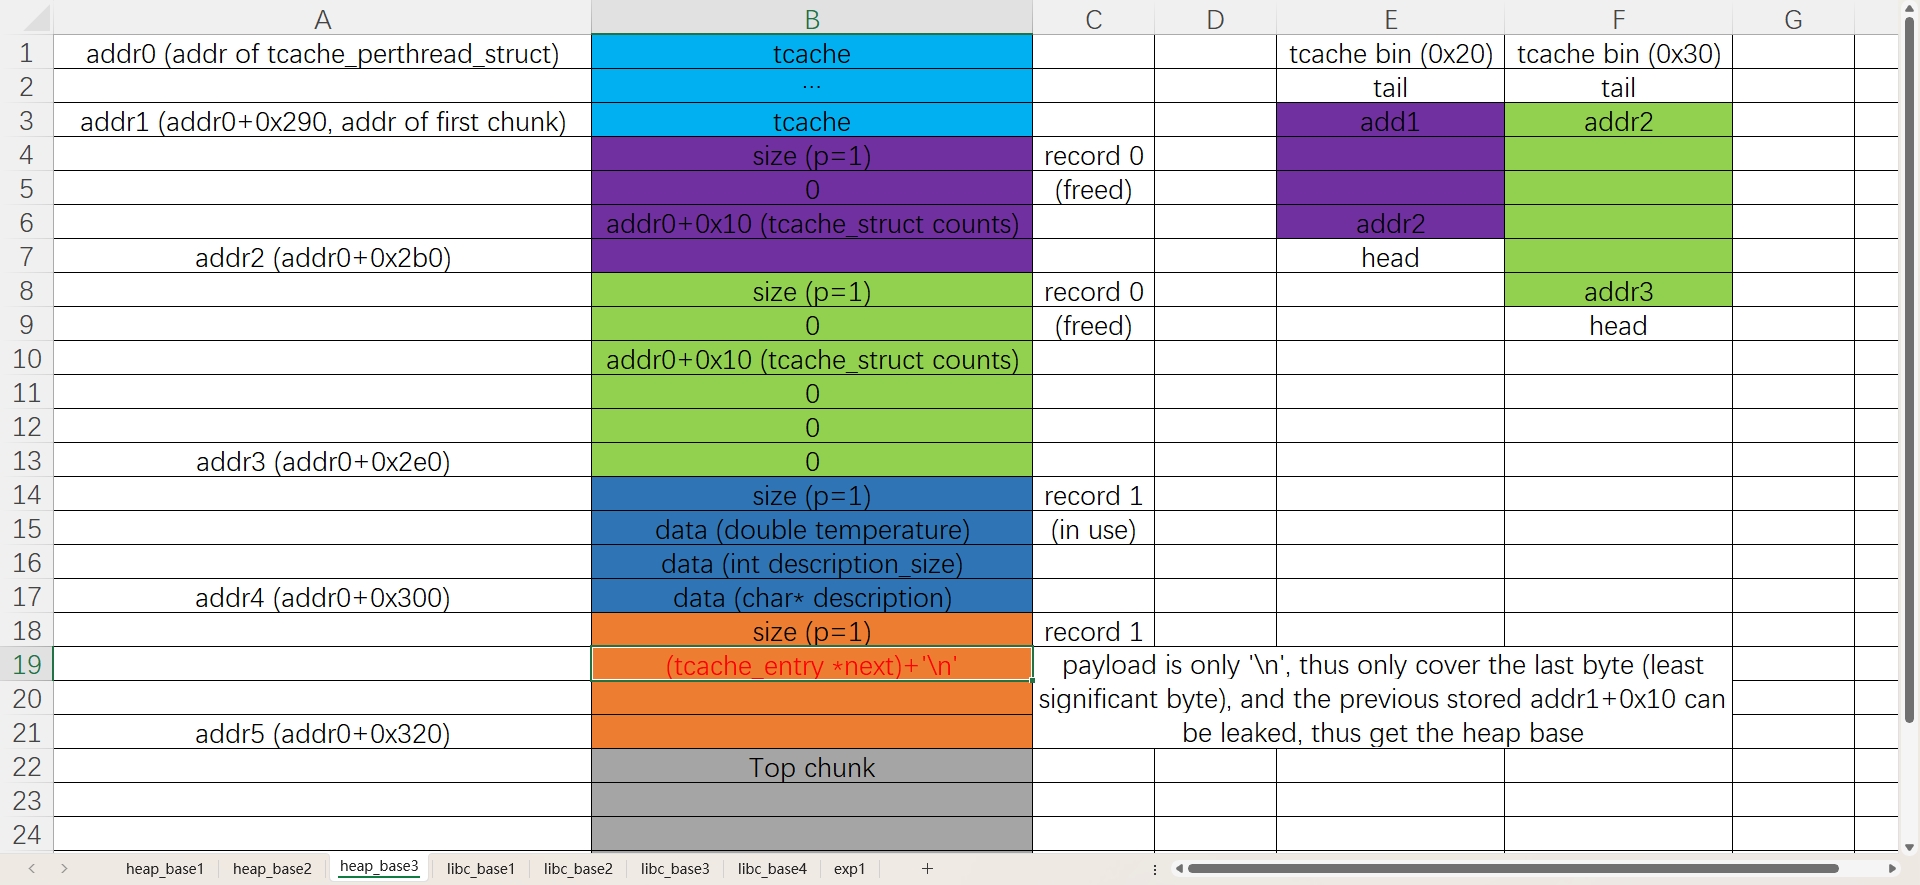 A B C D E F G
1 addr0 (addr of tcache_perthread_struct) tcache tcache bin (0x20) tcache bin (0x30)
2 ... tail tail
3 addr1 (addr0+0x290, addr of first chunk) tcache add1 addr2
4 size (p=1) record 0
5 0 (freed)
6 addr0+0x10 (tcache_struct counts) addr2
7 addr2 (addr0+0x2b0) head
8 size (p=1) record 0 addr3
9 0 (freed) head
10 addr0+0x10 (tcache_struct counts)
11 0
12 0
13 addr3 (addr0+0x2e0) 0
14 size (p=1) record 1
15 data (double temperature) (in use)
16 data (int description_size)
17 addr4 (addr0+0x300) data (char* description)
18 size (p=1) record 1
19 (tcache_entry *next)+'\n' payload is only '\n', thus only cover the last byte (least
20 significant byte), and the previous stored addr1+0x10 can
21 addr5 (addr0+0x320) be leaked, thus get the heap base
22 Top chunk
23
24
heap_base1 heap_base2 heap_base3 libc_base1 libc_base2 libc_base3 libc_base4 exp1 +